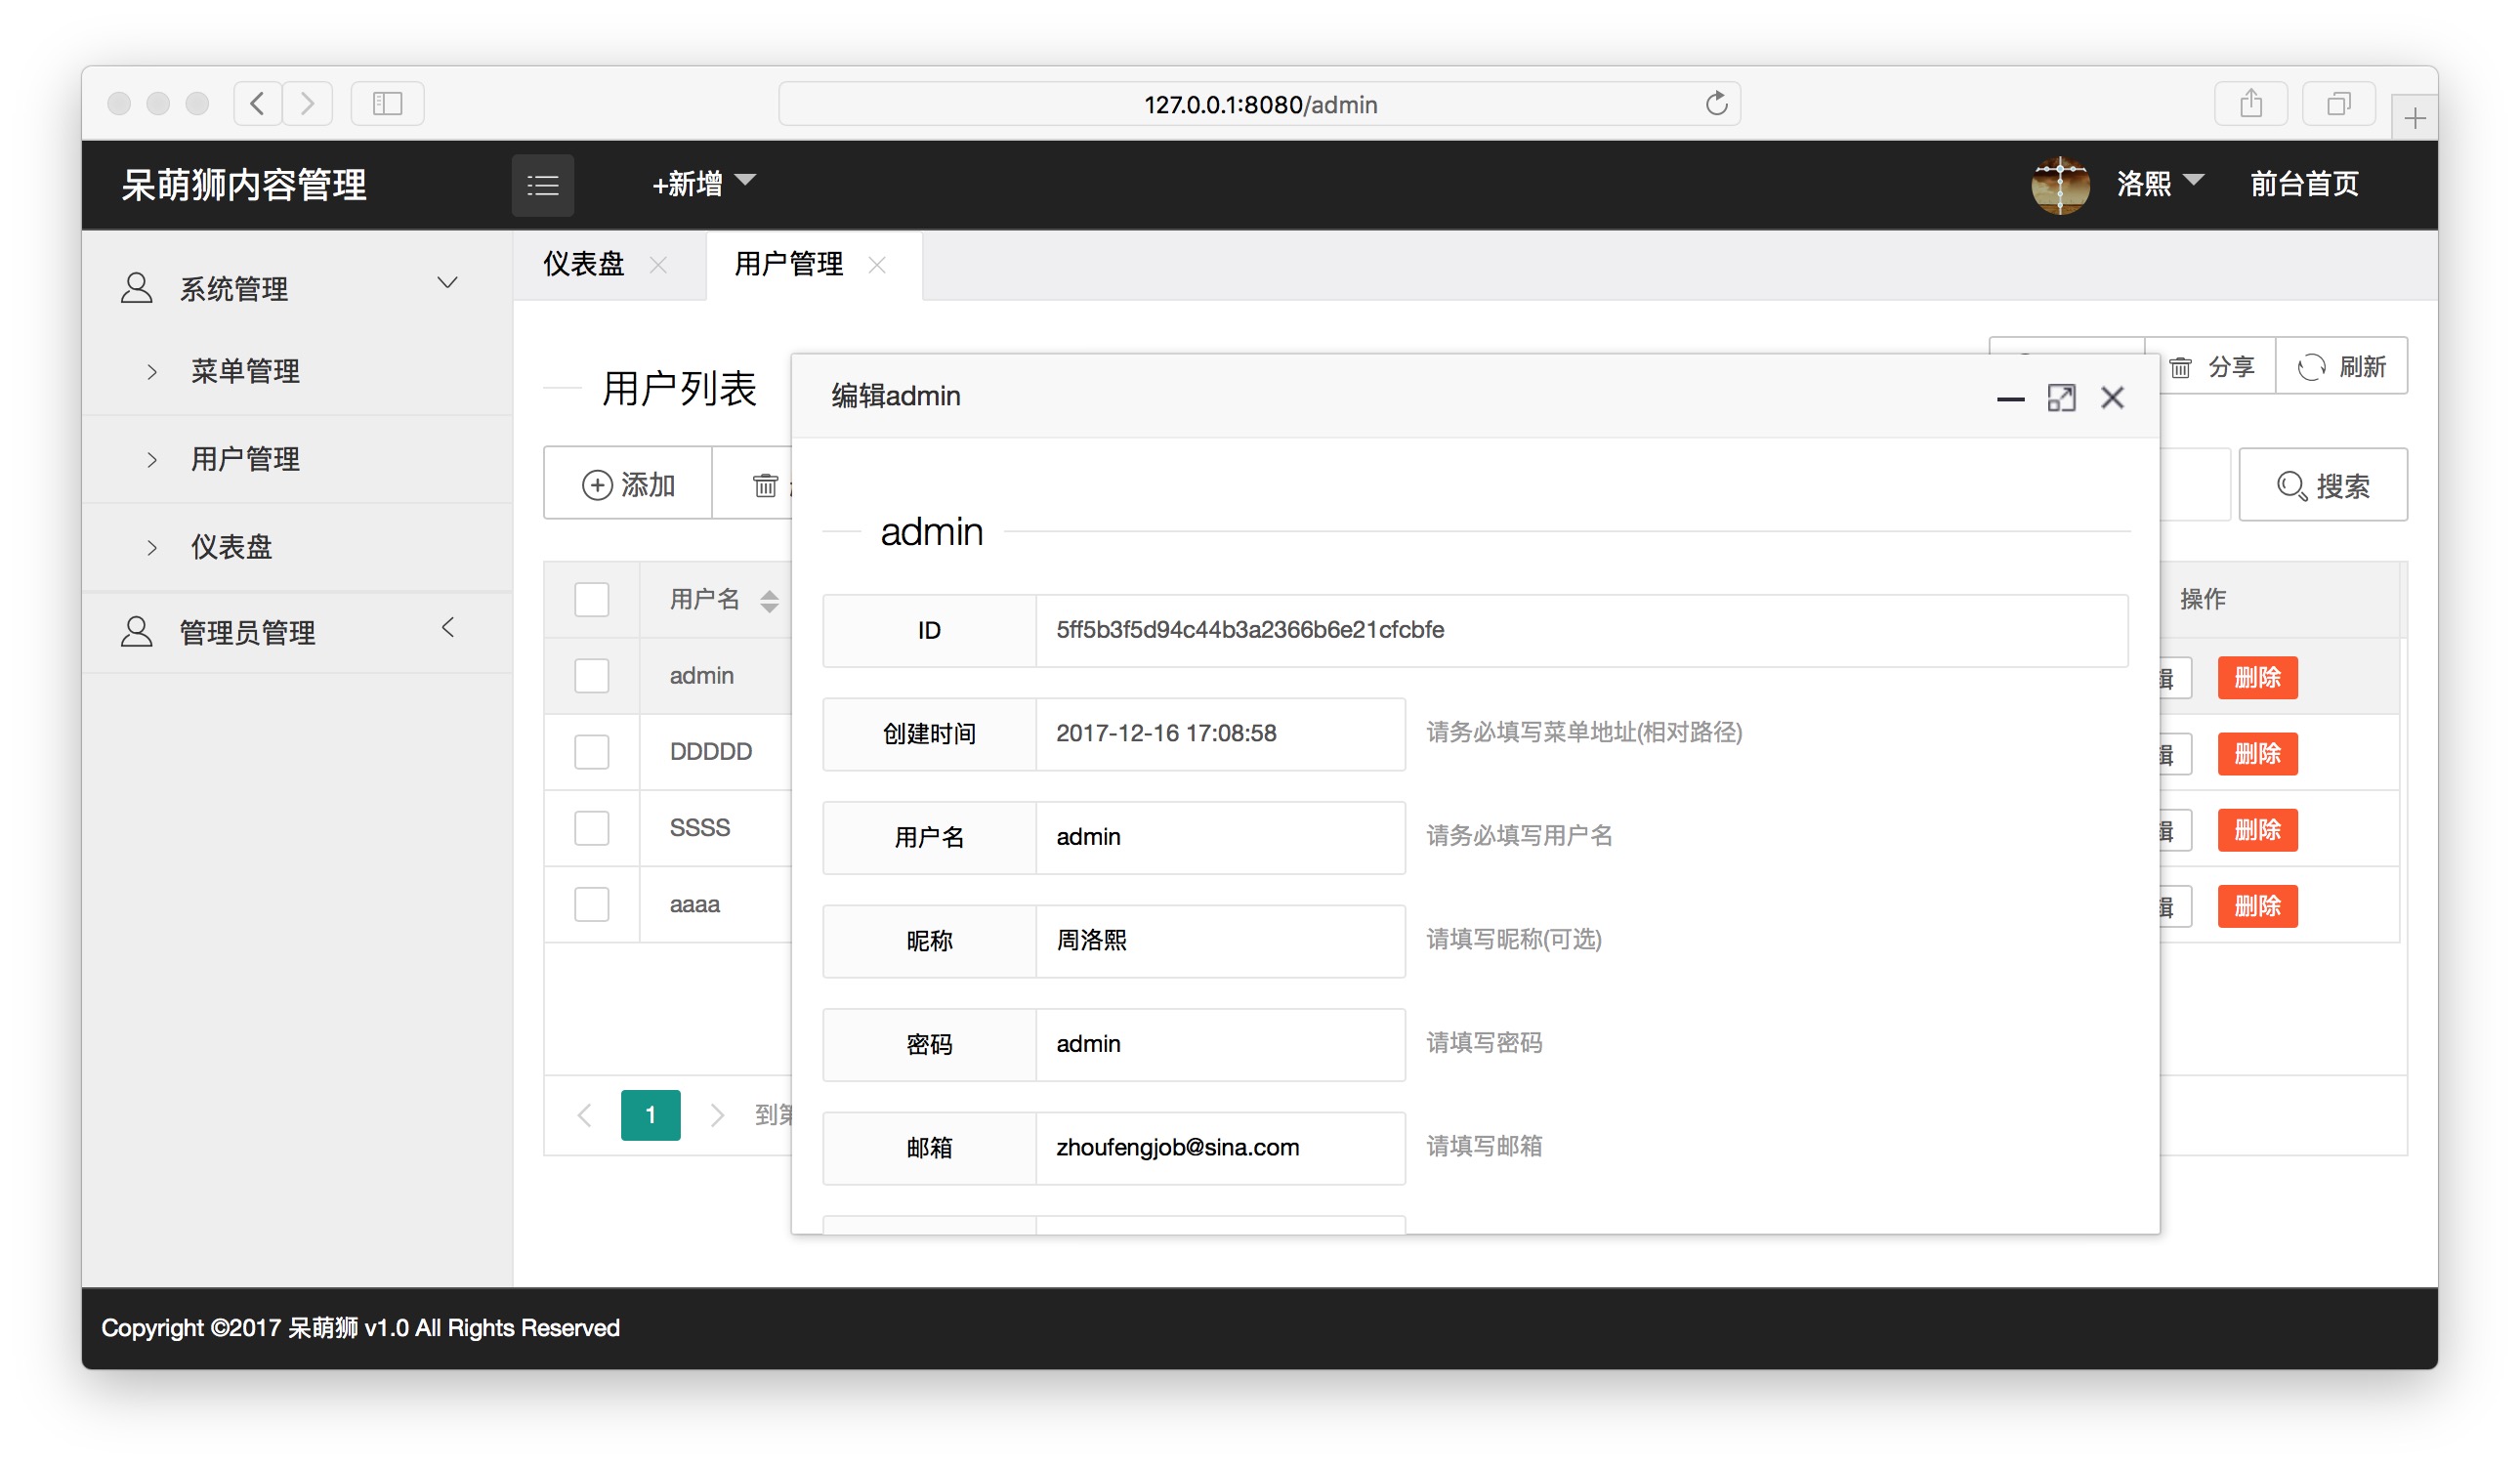 127.0.0.1:8080/admin
呆萌狮内容管理
+新增
洛熙
前台首页
系统管理
菜单管理
用户管理
仪表盘
管理员管理
仪表盘
用户管理
分享
刷新
用户列表
添加
搜索
用户名
操作
admin
删除
DDDDD
删除
SSSS
删除
aaaa
删除
1
到第
编辑admin
admin
ID
5ff5b3f5d94c44b3a2366b6e21cfcbfe
创建时间
2017-12-16 17:08:58
请务必填写菜单地址(相对路径)
用户名
admin
请务必填写用户名
昵称
周洛熙
请填写昵称(可选)
密码
admin
请填写密码
邮箱
zhoufengjob@sina.com
请填写邮箱
Copyright ©2017 呆萌狮 v1.0 All Rights Reserved